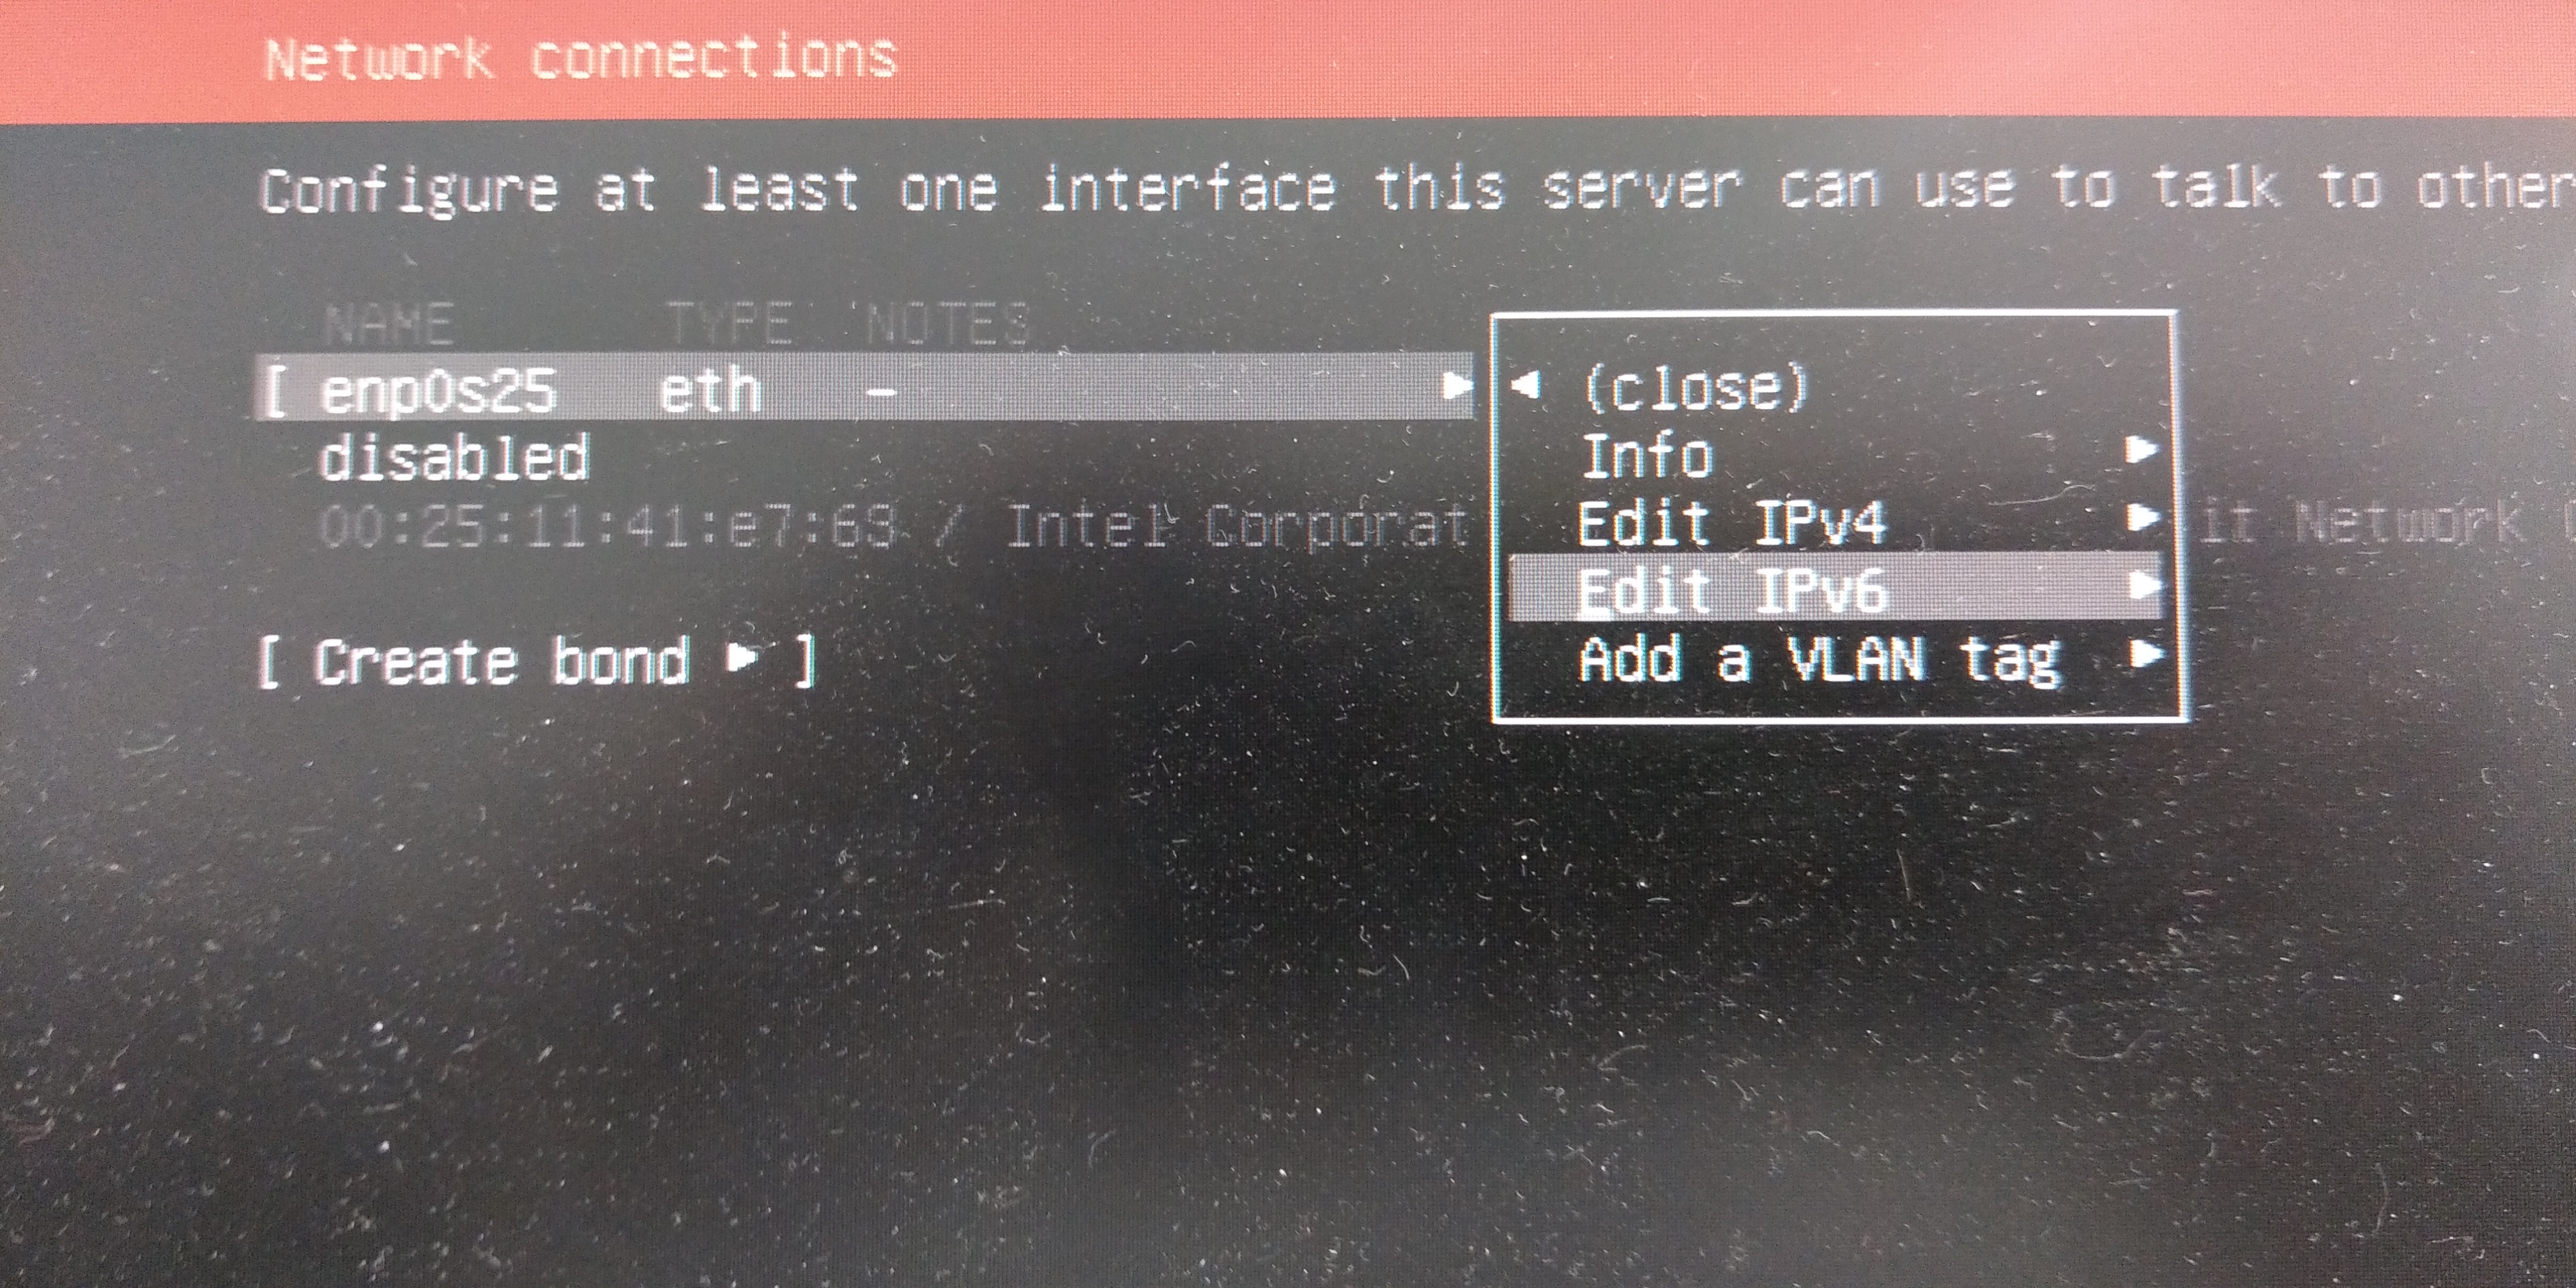 Network connections
Configure at least one interface this server can use to talk to other
NAME TYPE NOTES
[ enp0s25 eth - ▶
disabled
00:25:11:41:e7:69 / Intel Corporat it Network
[ Create bond ▶ ]
◀ (close)
Info ▶
Edit IPv4 ▶
Edit IPv6 ▶
Add a VLAN tag ▶